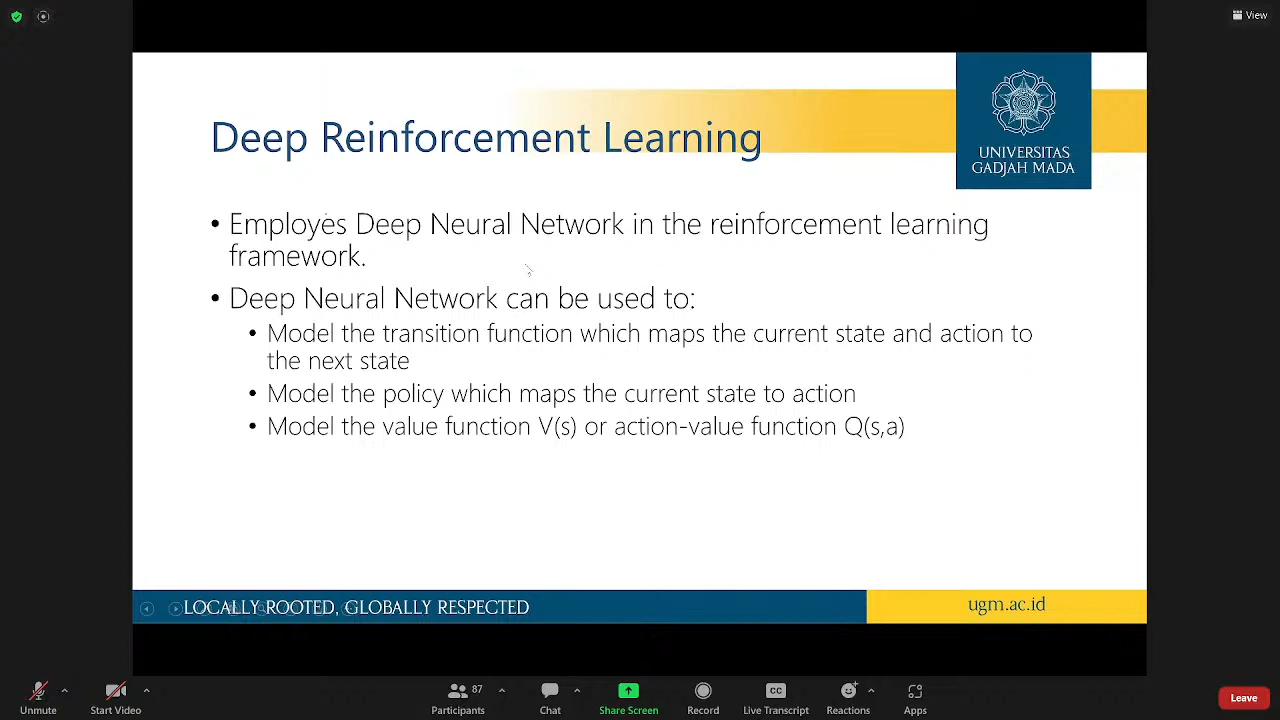 View
Deep Reinforcement Learning
UNIVERSITAS
GADJAH MADA
• Employes Deep Neural Network in the reinforcement learning
framework.
• Deep Neural Network can be used to:
• Model the transition function which maps the current state and action to
the next state
• Model the policy which maps the current state to action
• Model the value function V(s) or action-value function Q(s,a)
LOCALLY ROOTED, GLOBALLY RESPECTED
ugm.ac.id
87
CC
Unmute
Start Video
Participants
Chat
Share Screen
Record
Live Transcript
Reactions
Apps
Leave